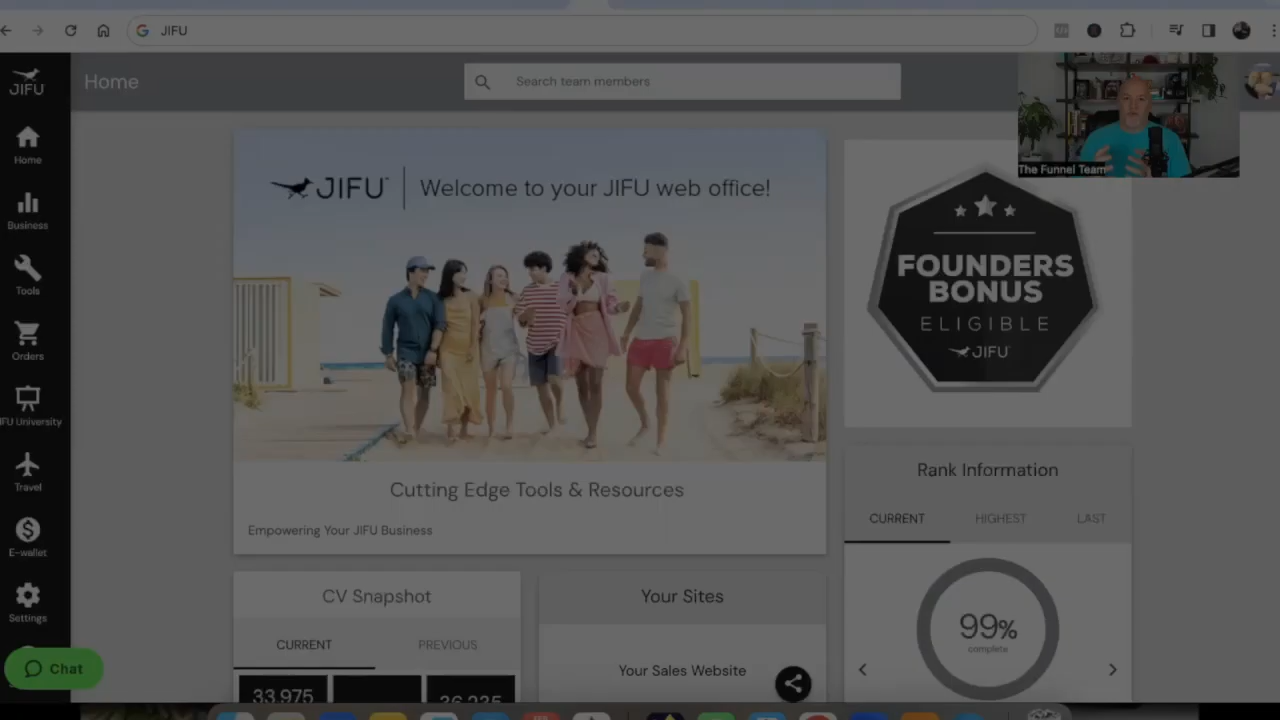 JIFU
JIFU
Home
Search team members
The Funnel Team
Home
Business
Tools
Orders
IFU University
Travel
E-wallet
Settings
Chat
JIFU
Welcome to your JIFU web office!
Cutting Edge Tools & Resources
Empowering Your JIFU Business
FOUNDERS
BONUS
ELIGIBLE
JIFU
Rank Information
CURRENT HIGHEST LAST
99%
complete
CV Snapshot
CURRENT PREVIOUS
33,975
Your Sites
Your Sales Website